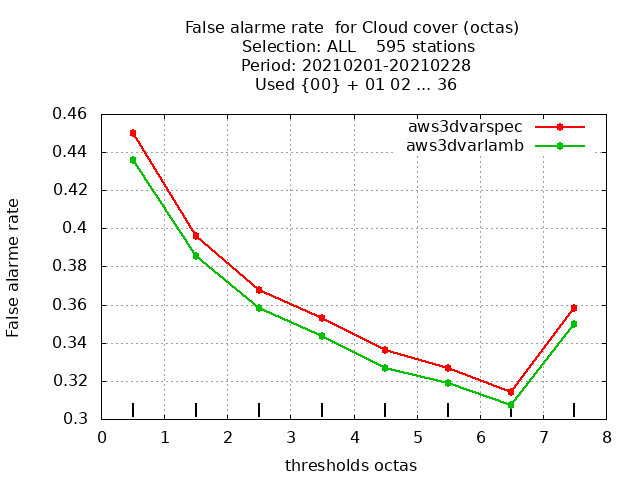 False alarme rate  for Cloud cover (octas)
Selection: ALL    595 stations
Period: 20210201-20210228
Used {00} + 01 02 ... 36
aws3dvarspec
aws3dvarlamb
False alarme rate
0.46
0.44
0.42
0.4
0.38
0.36
0.34
0.32
0.3
0 1 2 3 4 5 6 7 8
thresholds octas